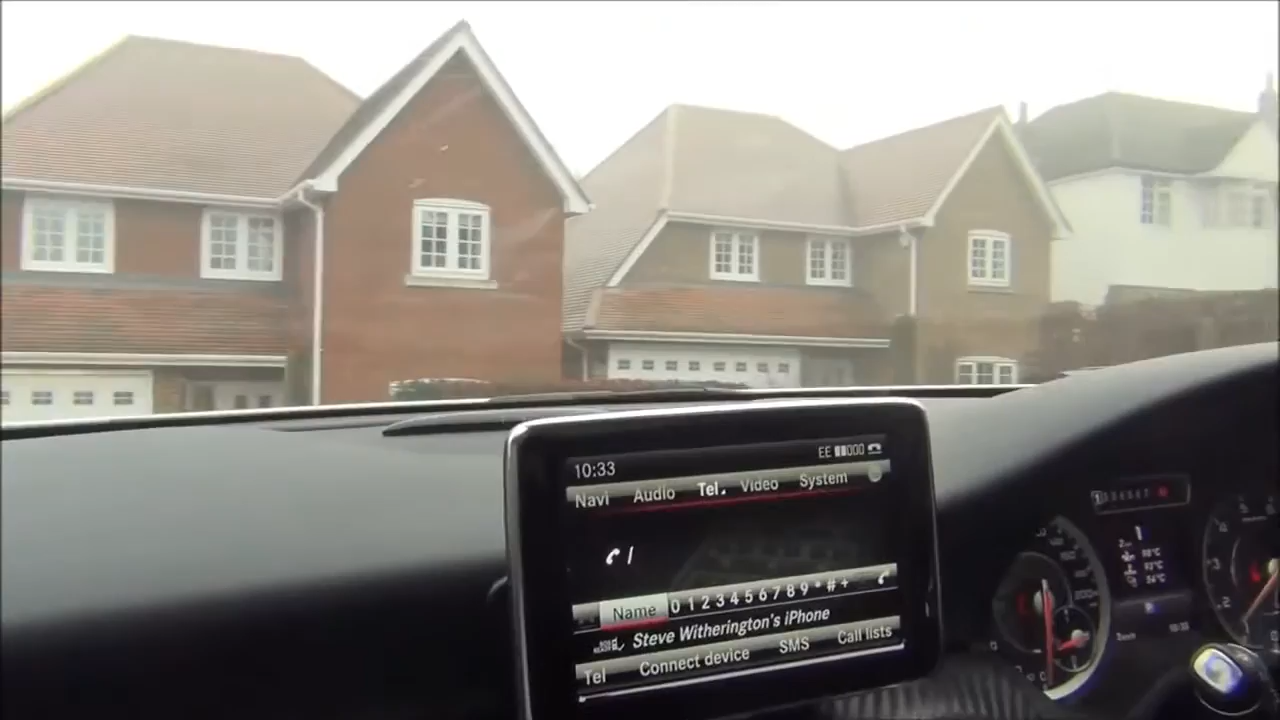 10:33 EE
Navi Audio Tel. Video System
Name 0 1 2 3 4 5 6 7 8 9 * # +
Steve Witherington's iPhone
Tel Connect device SMS Call lists